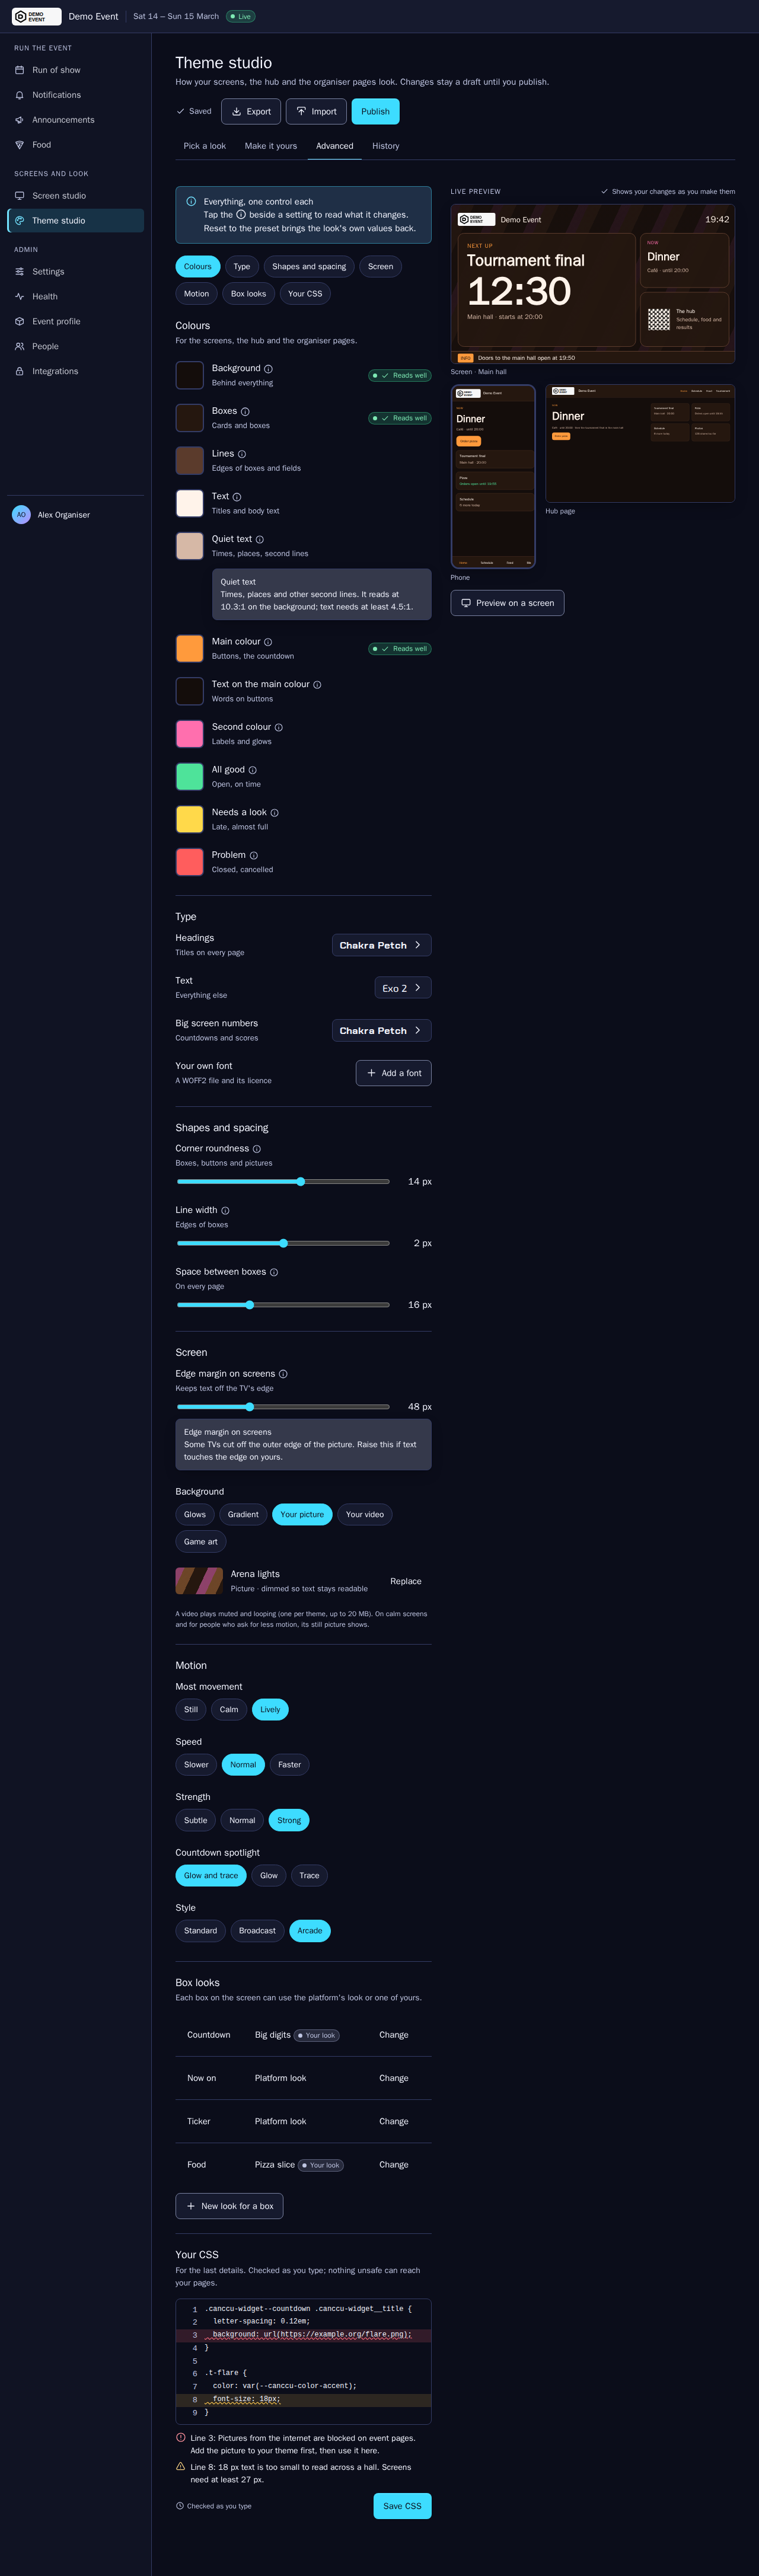 DEMO EVENT
Demo Event
Sat 14 – Sun 15 March
Live
RUN THE EVENT
Run of show
Notifications
Announcements
Food
SCREENS AND LOOK
Screen studio
Theme studio
ADMIN
Settings
Health
Event profile
People
Integrations
AO
Alex Organiser
Theme studio
How your screens, the hub and the organiser pages look. Changes stay a draft until you publish.
Saved
Export
Import
Publish
Pick a look
Make it yours
Advanced
History
Everything, one control each
Tap the ⓘ beside a setting to read what it changes.
Reset to the preset brings the look's own values back.
Colours
Type
Shapes and spacing
Screen
Motion
Box looks
Your CSS
Colours
For the screens, the hub and the organiser pages.
Background
Behind everything
Reads well
Boxes
Cards and boxes
Reads well
Lines
Edges of boxes and fields
Text
Titles and body text
Quiet text
Times, places, second lines
Quiet text
Times, places and other second lines. It reads at
10.3:1 on the background; text needs at least 4.5:1.
Main colour
Buttons, the countdown
Reads well
Text on the main colour
Words on buttons
Second colour
Labels and glows
All good
Open, on time
Needs a look
Late, almost full
Problem
Closed, cancelled
Type
Headings
Titles on every page
Chakra Petch
Text
Everything else
Exo 2
Big screen numbers
Countdowns and scores
Chakra Petch
Your own font
A WOFF2 file and its licence
Add a font
Shapes and spacing
Corner roundness
Boxes, buttons and pictures
14 px
Line width
Edges of boxes
2 px
Space between boxes
On every page
16 px
Screen
Edge margin on screens
Keeps text off the TV's edge
48 px
Edge margin on screens
Some TVs cut off the outer edge of the picture. Raise this if text
touches the edge on yours.
Background
Glows
Gradient
Your picture
Your video
Game art
Arena lights
Picture · dimmed so text stays readable
Replace
A video plays muted and looping (one per theme, up to 20 MB). On calm screens
and for people who ask for less motion, its still picture shows.
Motion
Most movement
Still
Calm
Lively
Speed
Slower
Normal
Faster
Strength
Subtle
Normal
Strong
Countdown spotlight
Glow and trace
Glow
Trace
Style
Standard
Broadcast
Arcade
Box looks
Each box on the screen can use the platform's look or one of yours.
Countdown
Big digits
Your look
Change
Now on
Platform look
Change
Ticker
Platform look
Change
Food
Pizza slice
Your look
Change
New look for a box
Your CSS
For the last details. Checked as you type; nothing unsafe can reach
your pages.
1 .canccu-widget--countdown .canccu-widget__title {
2 letter-spacing: 0.12em;
3 background: url(https://example.org/flare.png);
4 }
5
6 .t-flare {
7 color: var(--canccu-color-accent);
8 font-size: 18px;
9 }
Line 3: Pictures from the internet are blocked on event pages.
Add the picture to your theme first, then use it here.
Line 8: 18 px text is too small to read across a hall. Screens
need at least 27 px.
Checked as you type
Save CSS
LIVE PREVIEW
Shows your changes as you make them
DEMO EVENT
Demo Event
19:42
NEXT UP
Tournament final
12:30
Main hall · starts at 20:00
NOW
Dinner
Café · until 20:00
The hub
Schedule, food and
results
INFO
Doors to the main hall open at 19:50
Screen · Main hall
Demo Event
Dinner
Café · until 20:00
Tournament final
Main hall · 20:00
Pizza
Schedule
Phone
Demo Event
Dinner
Hub page
Preview on a screen